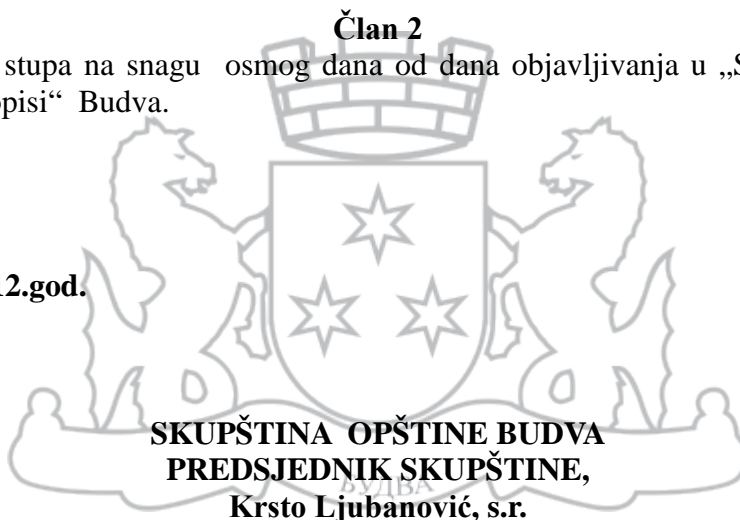 Član 2
stupa na snagu osmog dana od dana objavljivanja u „S
opisi“ Budva.
12.god.
SKUPŠTINA OPŠTINE BUDVA
PREDSJEDNIK SKUPŠTINE,
БУДВА
Krsto Ljubanović, s.r.